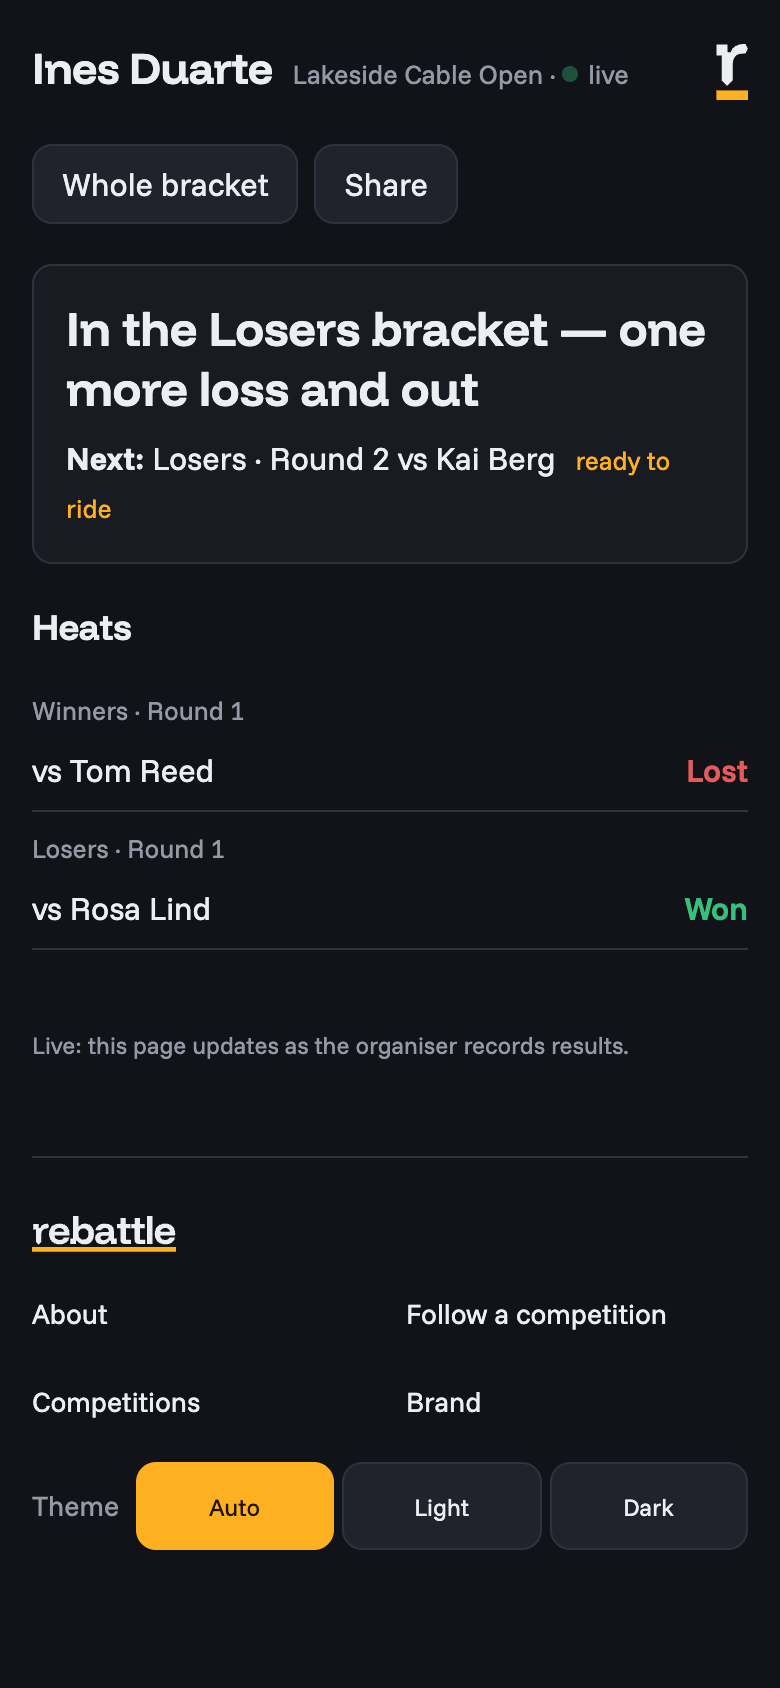 Ines Duarte Lakeside Cable Open · live
r
Whole bracket
Share
In the Losers bracket — one
more loss and out
Next: Losers · Round 2 vs Kai Berg ready to
ride
Heats
Winners · Round 1
vs Tom Reed Lost
Losers · Round 1
vs Rosa Lind Won
Live: this page updates as the organiser records results.
rebattle
About
Follow a competition
Competitions
Brand
Theme Auto Light Dark